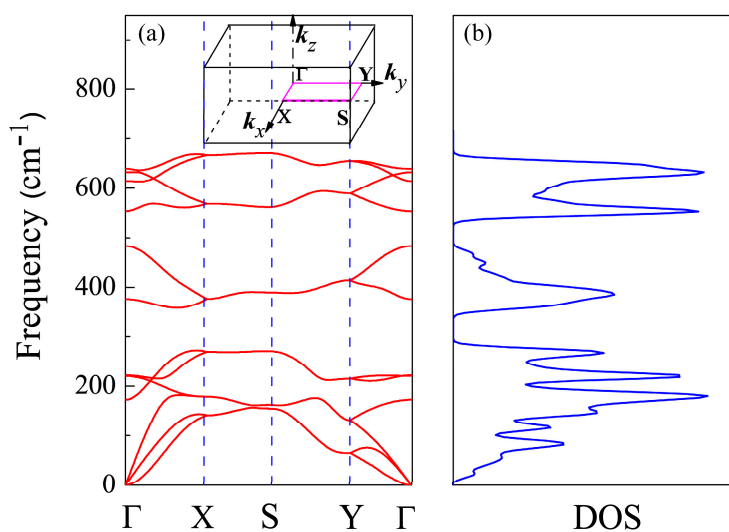 (a)
(b)
k_z
Γ
Y
k_y
X
S
k_x
800
600
400
200
0
Frequency (cm⁻¹)
Γ X S Y Γ
DOS